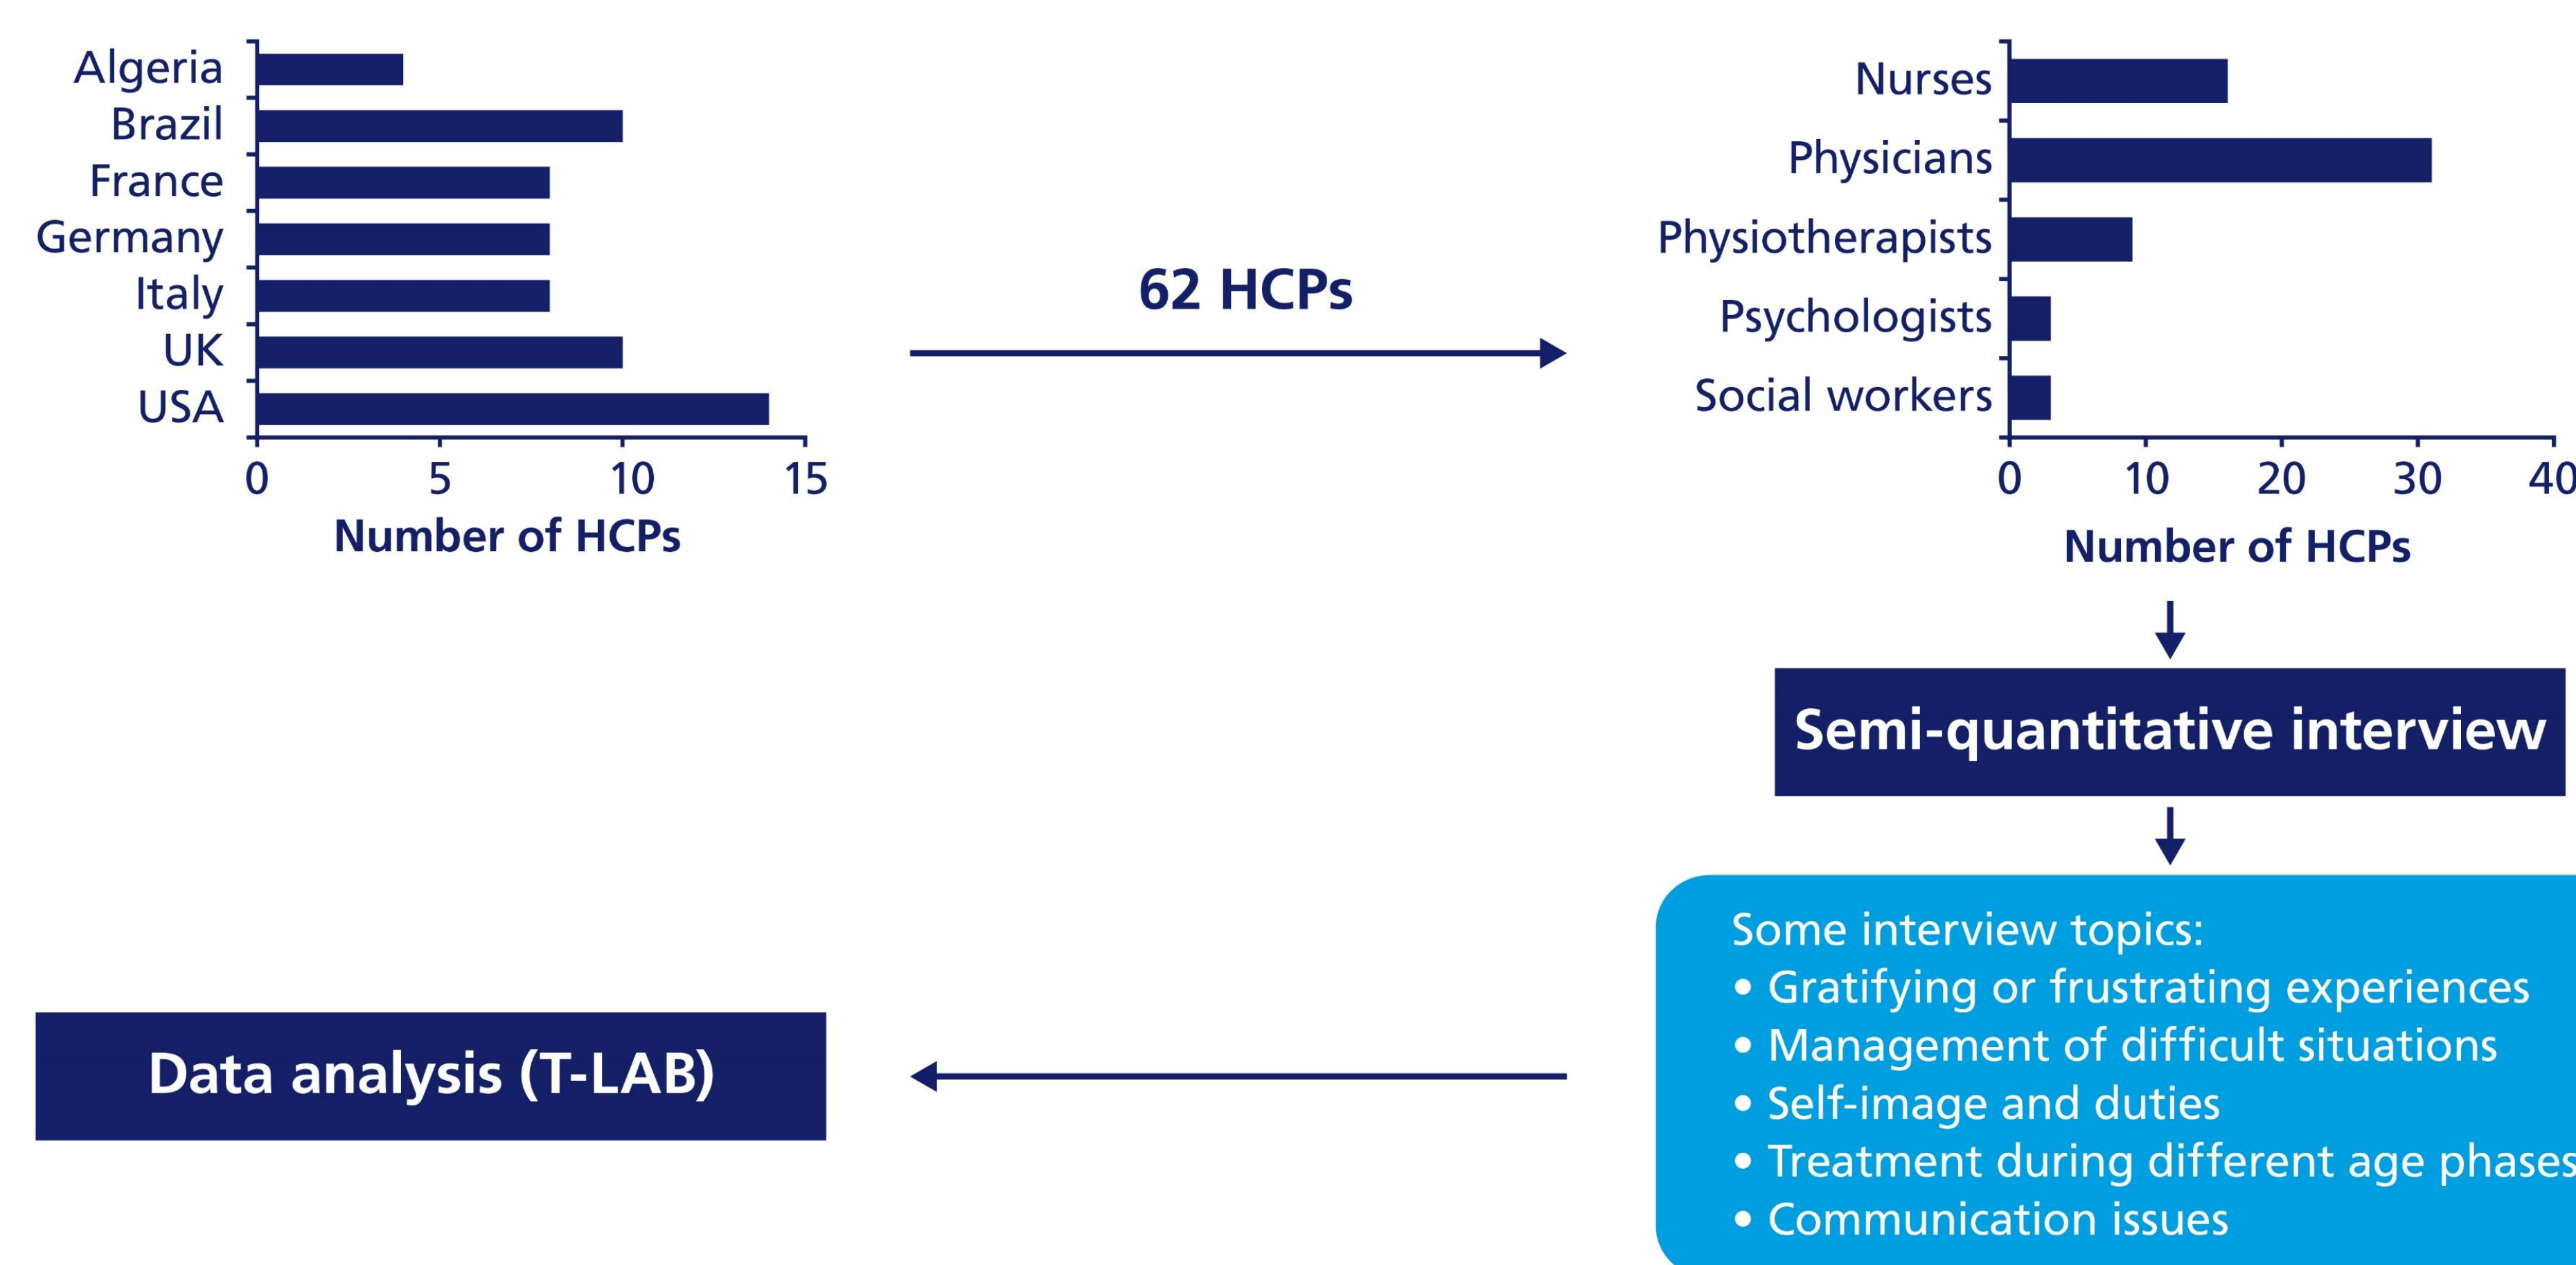 Algeria
Brazil
France
Germany
Italy
UK
USA
0 5 10 15
Number of HCPs
62 HCPs
Nurses
Physicians
Physiotherapists
Psychologists
Social workers
0 10 20 30 40
Number of HCPs
Semi-quantitative interview
Some interview topics:
• Gratifying or frustrating experiences
• Management of difficult situations
• Self-image and duties
• Treatment during different age phases
• Communication issues
Data analysis (T-LAB)